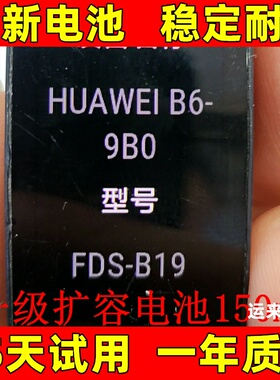 新电池 稳定耐
HUAWEI B6-
9B0
型号
FDS-B19
级扩容电池150
运来
天试用 一年质